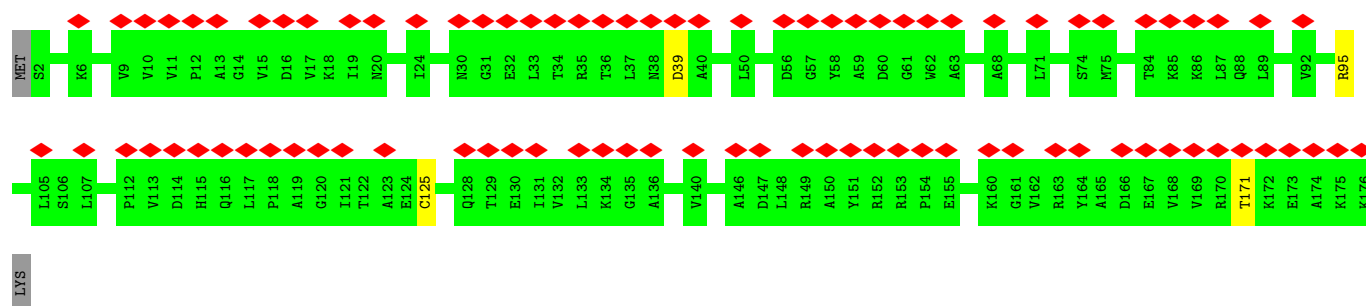 MET S2 K6 V9 V10 V11 P12 A13 G14 V15 D16 V17 K18 I19 N20 I24 N30 G31 E32 L33 T34 R35 T36 L37 N38 D39 A40 L50 D56 G57 Y58 A59 D60 G61 W62 A63 A68 L71 S74 M75 T84 K85 K86 L87 Q88 L89 V92 R95
L105 S106 L107 P112 V113 D114 H115 Q116 L117 P118 A119 G120 I121 T122 A123 E124 C125 Q128 T129 E130 I131 V132 L133 K134 G135 A136 V140 A146 D147 L148 R149 A150 Y151 R152 R153 P154 E155 K160 G161 V162 R163 Y164 A165 D166 E167 V168 V169 R170 T171 K172 E173 A174 K175 K176
LYS